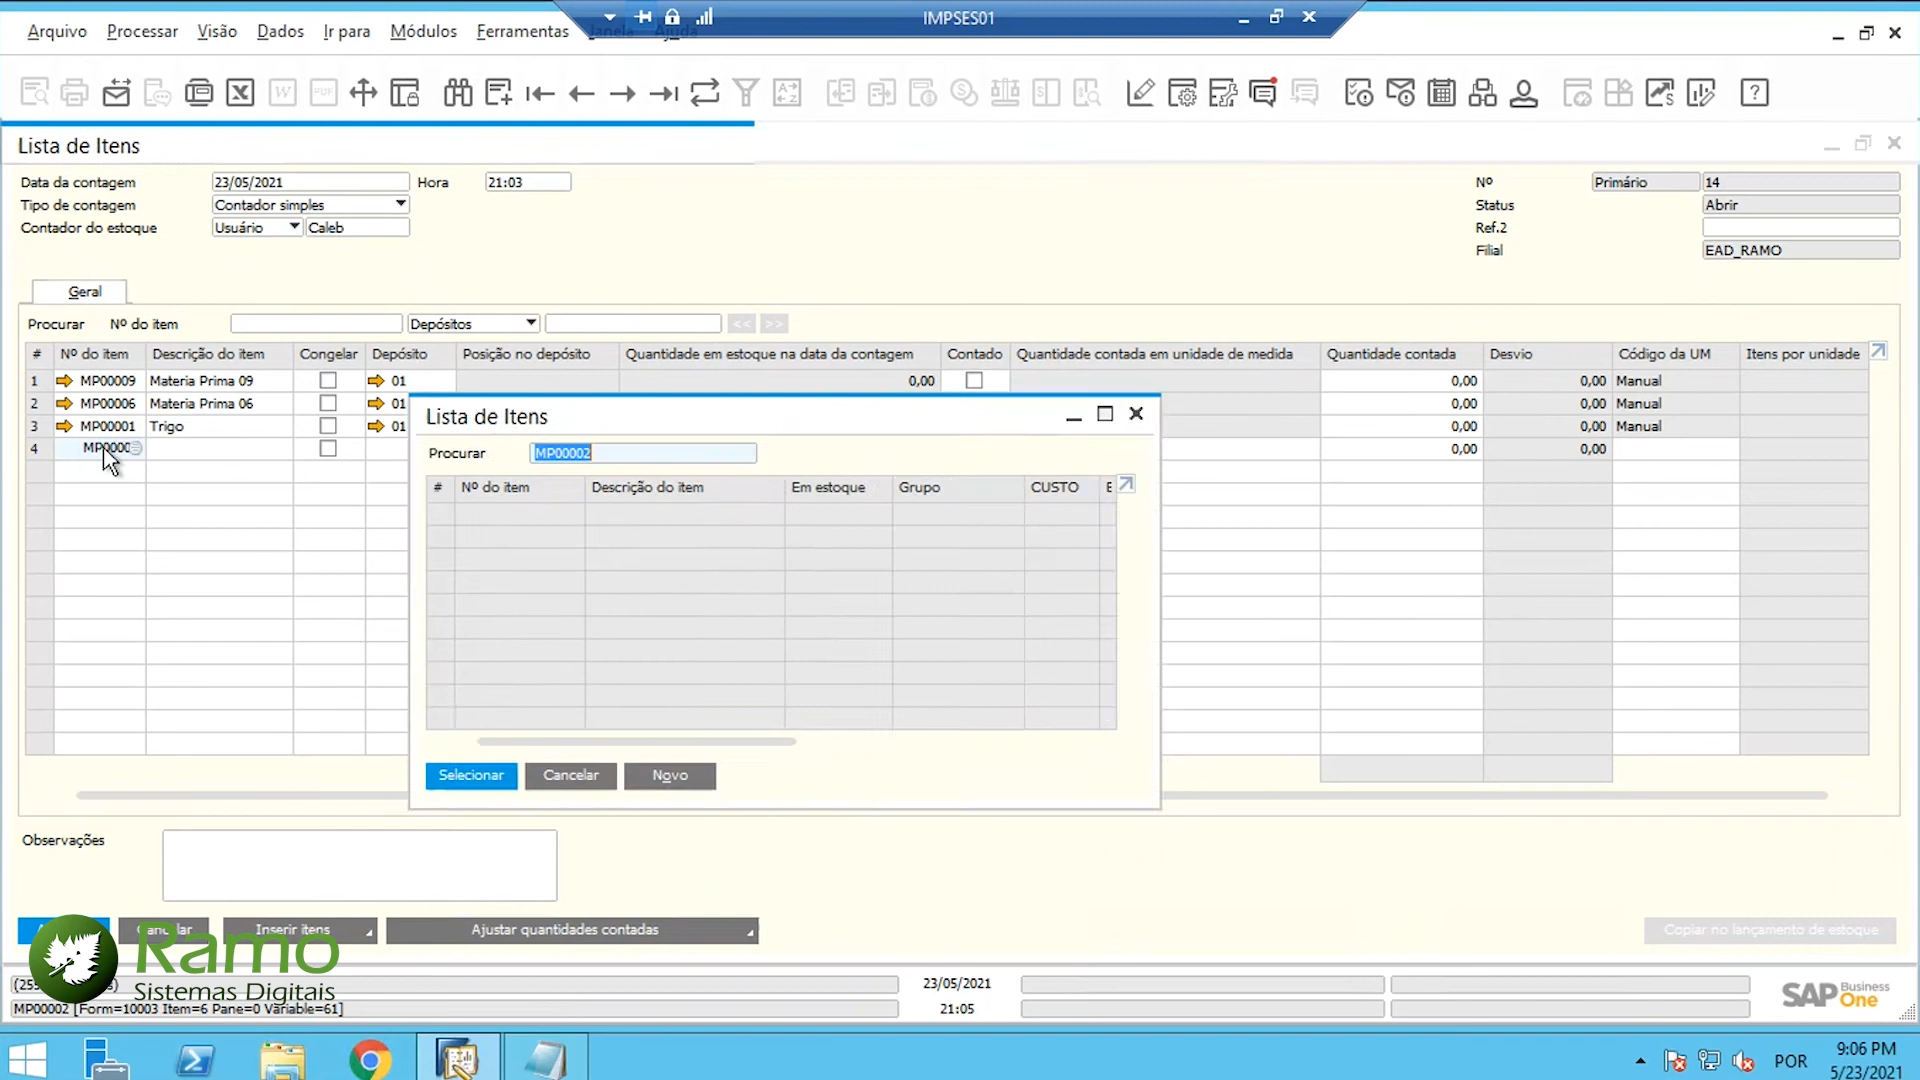 IMPSES01
Arquivo Processar Visão Dados Ir para Módulos Ferramentas Janela Ajuda
Lista de Itens
Data da contagem 23/05/2021 Hora 21:03
Tipo de contagem Contador simples
Contador do estoque Usuário Caleb
Nº Primário 14
Status Abrir
Ref.2
Filial EAD_RAMO
Geral
Procurar Nº do item Depósitos << >>
# Nº do item Descrição do item Congelar Depósito Posição no depósito Quantidade em estoque na data da contagem Contado Quantidade contada em unidade de medida Quantidade contada Desvio Código da UM Itens por unidade
1 MP00009 Materia Prima 09 01 0,00 0,00 0,00 Manual
2 MP00006 Materia Prima 06 01 0,00 0,00 Manual
3 MP00001 Trigo 01 0,00 0,00 Manual
4 MP0000 0,00 0,00
Lista de Itens
Procurar MP00002
# Nº do item Descrição do item Em estoque Grupo CUSTO E
Selecionar Cancelar Novo
Observações
Cancelar Inserir itens Ajustar quantidades contadas Copiar no lançamento de estoque
Ramo
Sistemas Digitais
23/05/2021
MP00002 [Form=10003 Item=6 Pane=0 Variable=61] 21:05
SAP Business One
POR
9:06 PM
5/23/2021